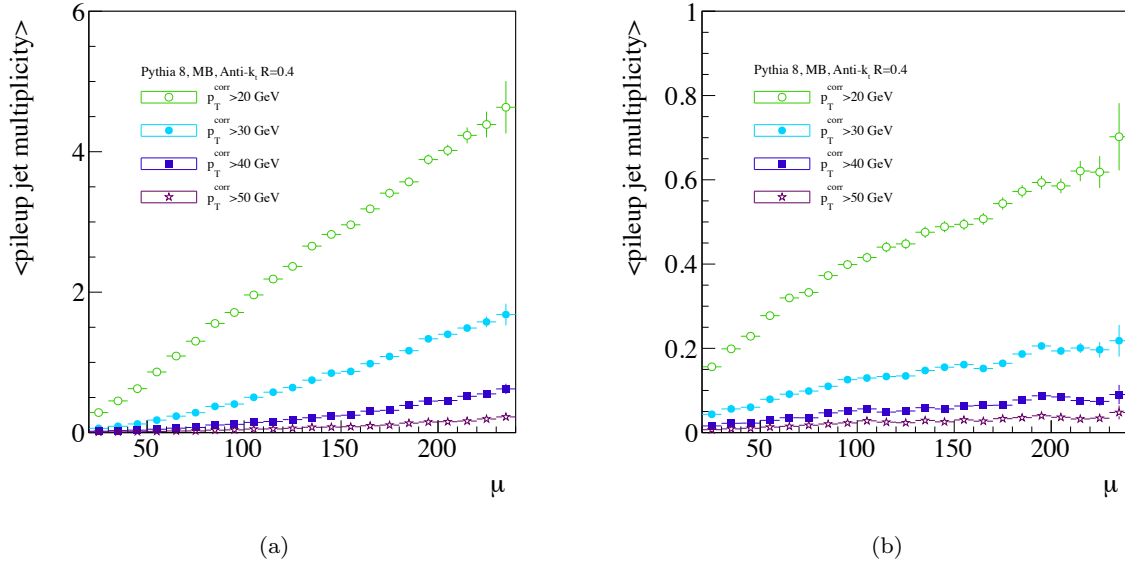 <pileup jet multiplicity>
6
4
2
0
Pythia 8, MB, Anti-kₜ R=0.4
p_T^corr >20 GeV
p_T^corr >30 GeV
p_T^corr >40 GeV
p_T^corr >50 GeV
50 100 150 200
μ
(a)
<pileup jet multiplicity>
1
0.8
0.6
0.4
0.2
0
Pythia 8, MB, Anti-kₜ R=0.4
p_T^corr >20 GeV
p_T^corr >30 GeV
p_T^corr >40 GeV
p_T^corr >50 GeV
50 100 150 200
μ
(b)